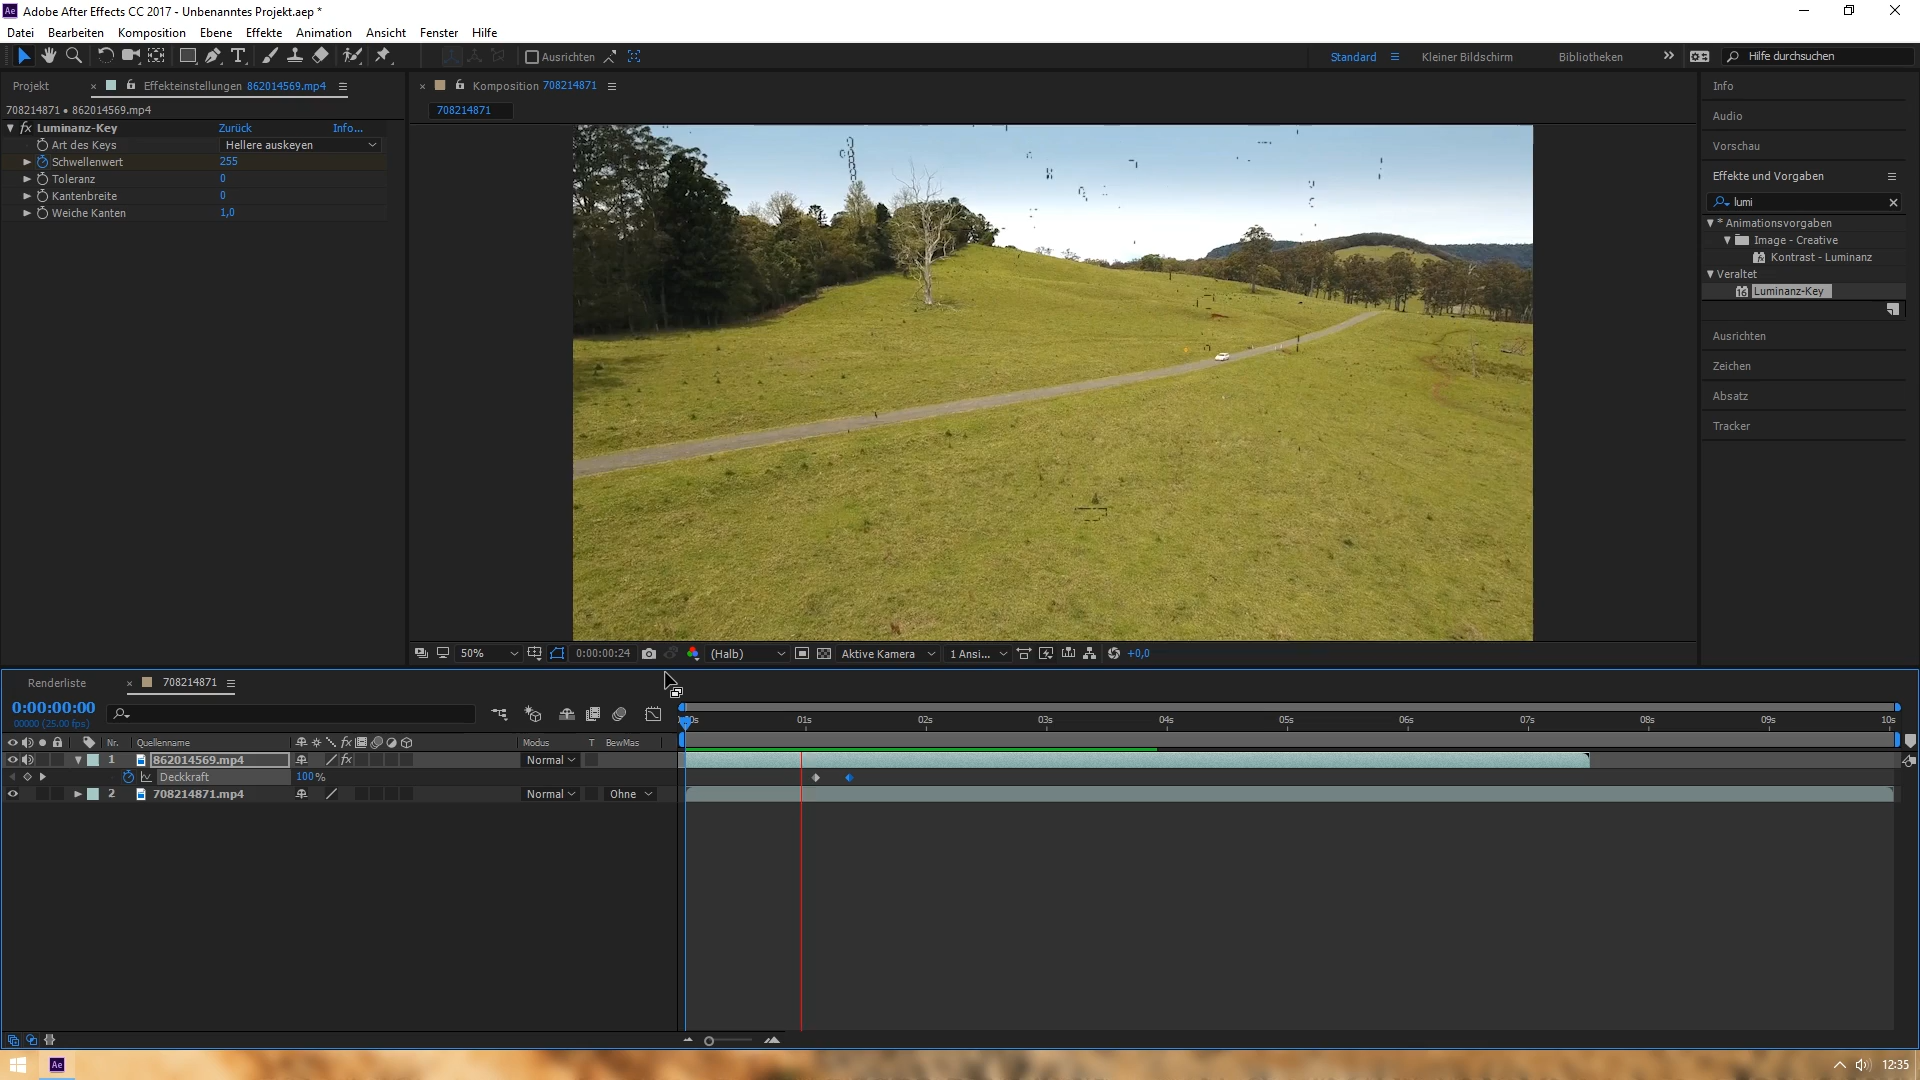 Adobe After Effects CC 2017 - Unbenanntes Projekt.aep *
Datei Bearbeiten Komposition Ebene Effekte Animation Ansicht Fenster Hilfe
Ausrichten
Standard
Kleiner Bildschirm
Bibliotheken
Hilfe durchsuchen
Projekt
Effekteinstellungen 862014569.mp4
708214871 • 862014569.mp4
Luminanz-Key Zurück Info...
Art des Keys Hellere auskeyen
Schwellenwert 255
Toleranz 0
Kantenbreite 0
Weiche Kanten 1,0
Komposition 708214871
708214871
50%
0:00:00:24
(Halb)
Aktive Kamera
1 Ansi...
+0,0
Info
Audio
Vorschau
Effekte und Vorgaben
lumi
* Animationsvorgaben
Image - Creative
Kontrast - Luminanz
Veraltet
Luminanz-Key
Ausrichten
Zeichen
Absatz
Tracker
Renderliste
708214871
0:00:00:00
00000 (25.00 fps)
01s 02s 03s 04s 05s 06s 07s 08s 09s 10s
Nr. Quellenname Modus T BewMas
1 862014569.mp4 Normal
Deckkraft 100%
2 708214871.mp4 Normal Ohne
Ae
12:35